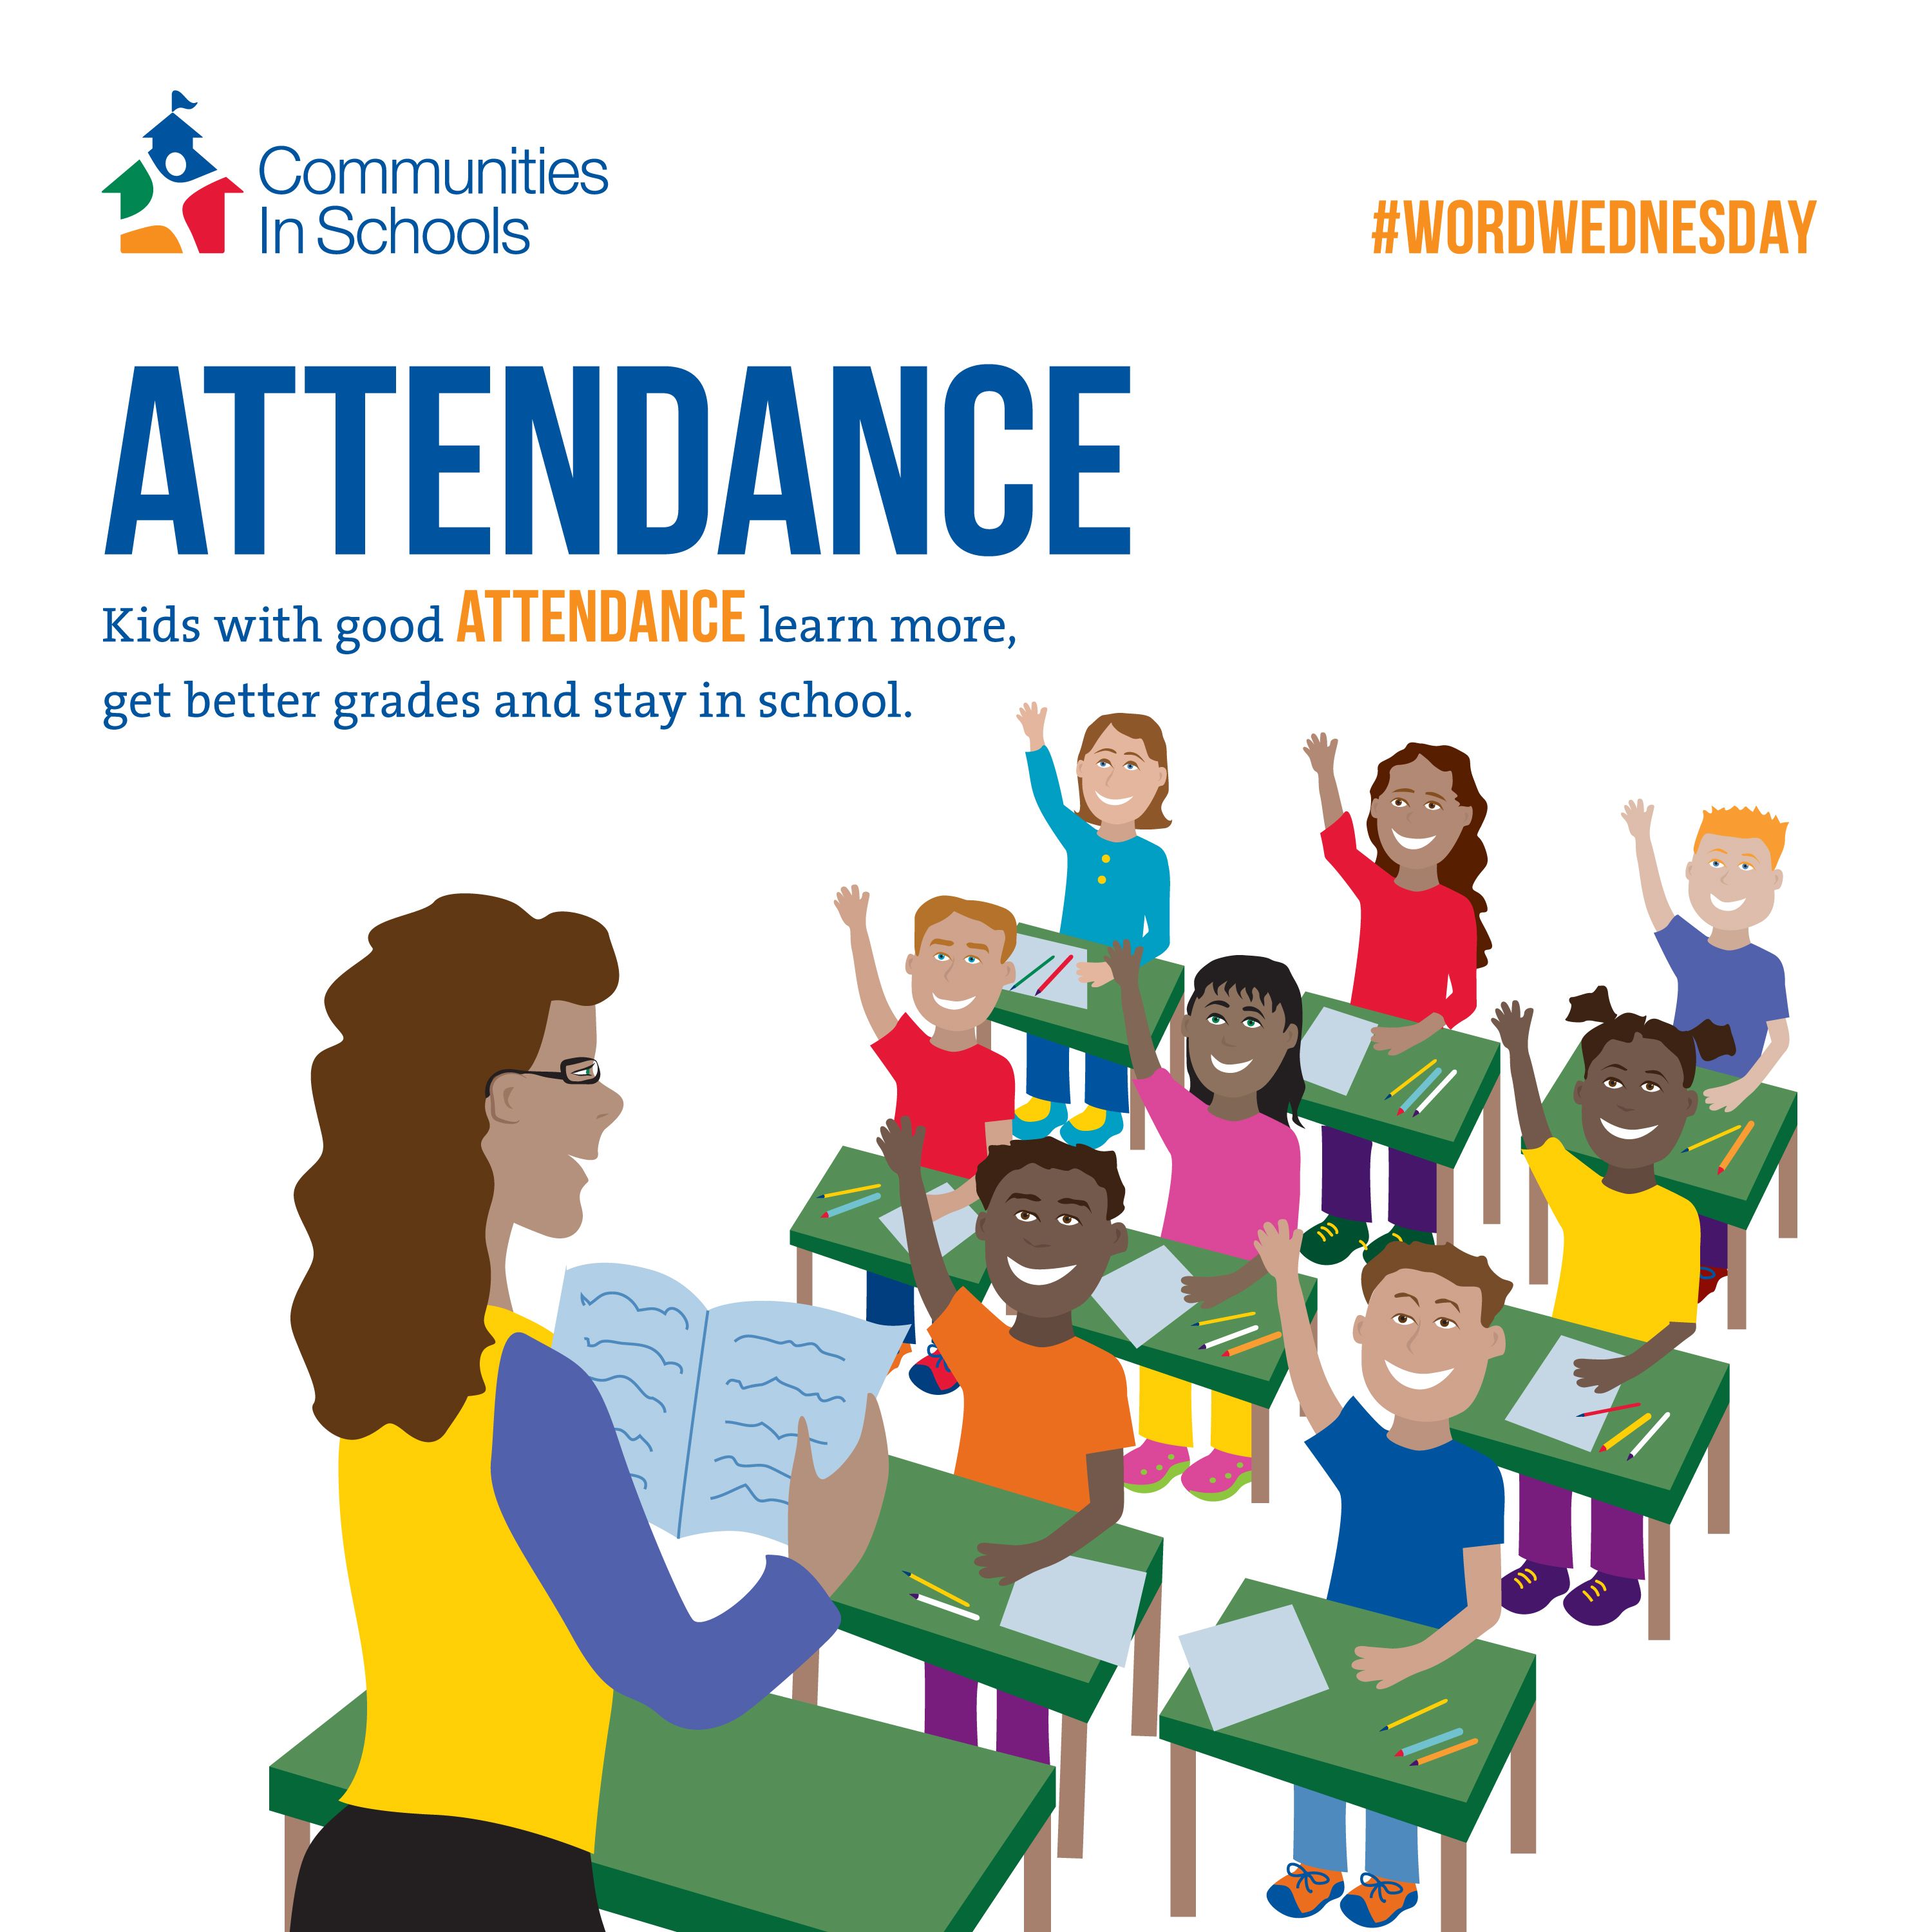 Communities
In Schools
#WORDWEDNESDAY
ATTENDANCE
Kids with good ATTENDANCE learn more,
get better grades and stay in school.